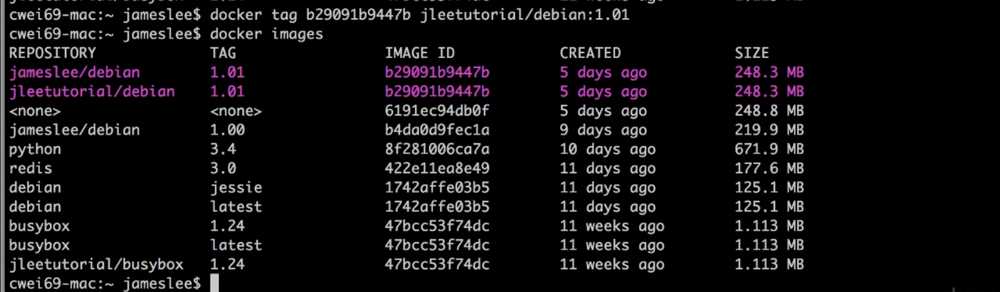 cwei69-mac:~ jameslee$ docker tag b29091b9447b jleetutorial/debian:1.01
cwei69-mac:~ jameslee$ docker images
REPOSITORY TAG IMAGE ID CREATED SIZE
jameslee/debian 1.01 b29091b9447b 5 days ago 248.3 MB
jleetutorial/debian 1.01 b29091b9447b 5 days ago 248.3 MB
<none> <none> 6191ec94db0f 5 days ago 248.8 MB
jameslee/debian 1.00 b4da0d9fec1a 9 days ago 219.9 MB
python 3.4 8f281006ca7a 10 days ago 671.9 MB
redis 3.0 422e11ea8e49 11 days ago 177.6 MB
debian jessie 1742affe03b5 11 days ago 125.1 MB
debian latest 1742affe03b5 11 days ago 125.1 MB
busybox 1.24 47bcc53f74dc 11 weeks ago 1.113 MB
busybox latest 47bcc53f74dc 11 weeks ago 1.113 MB
jleetutorial/busybox 1.24 47bcc53f74dc 11 weeks ago 1.113 MB
cwei69-mac:~ jameslee$